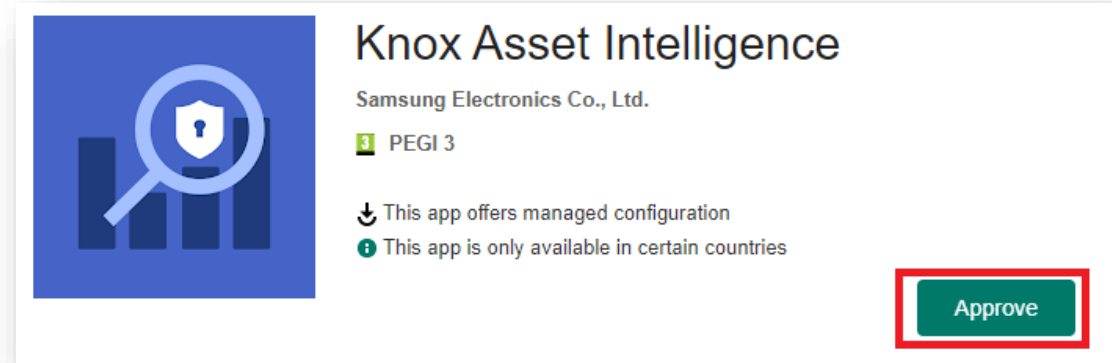 Knox Asset Intelligence
Samsung Electronics Co., Ltd.
3 PEGI 3
This app offers managed configuration
This app is only available in certain countries
Approve